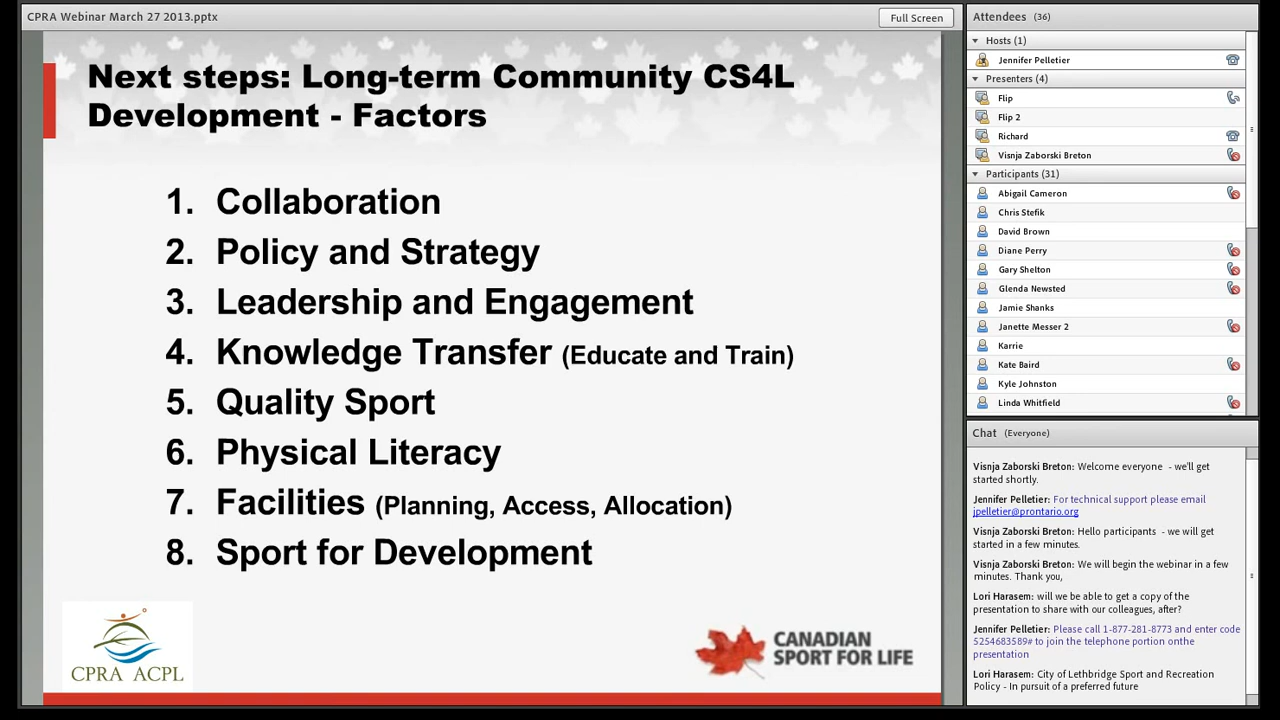 CPRA Webinar March 27 2013.pptx
Full Screen
Next steps: Long-term Community CS4L
Development - Factors
1. Collaboration
2. Policy and Strategy
3. Leadership and Engagement
4. Knowledge Transfer (Educate and Train)
5. Quality Sport
6. Physical Literacy
7. Facilities (Planning, Access, Allocation)
8. Sport for Development
CPRA ACPL
CANADIAN
SPORT FOR LIFE
Attendees (36)
Hosts (1)
Jennifer Pelletier
Presenters (4)
Flip
Flip 2
Richard
Visnja Zaborski Breton
Participants (31)
Abigail Cameron
Chris Stefik
David Brown
Diane Perry
Gary Shelton
Glenda Newsted
Jamie Shanks
Janette Messer 2
Karrie
Kate Baird
Kyle Johnston
Linda Whitfield
Chat (Everyone)
Visnja Zaborski Breton: Welcome everyone - we'll get
started shortly.
Jennifer Pelletier: For technical support please email
jpelletier@prontario.org
Visnja Zaborski Breton: Hello participants - we will get
started in a few minutes.
Visnja Zaborski Breton: We will begin the webinar in a few
minutes. Thank you,
Lori Harasem: will we be able to get a copy of the
presentation to share with our colleagues, after?
Jennifer Pelletier: Please call 1-877-281-8773 and enter code
5254683589# to join the telephone portion onthe
presentation
Lori Harasem: City of Lethbridge Sport and Recreation
Policy - In pursuit of a preferred future